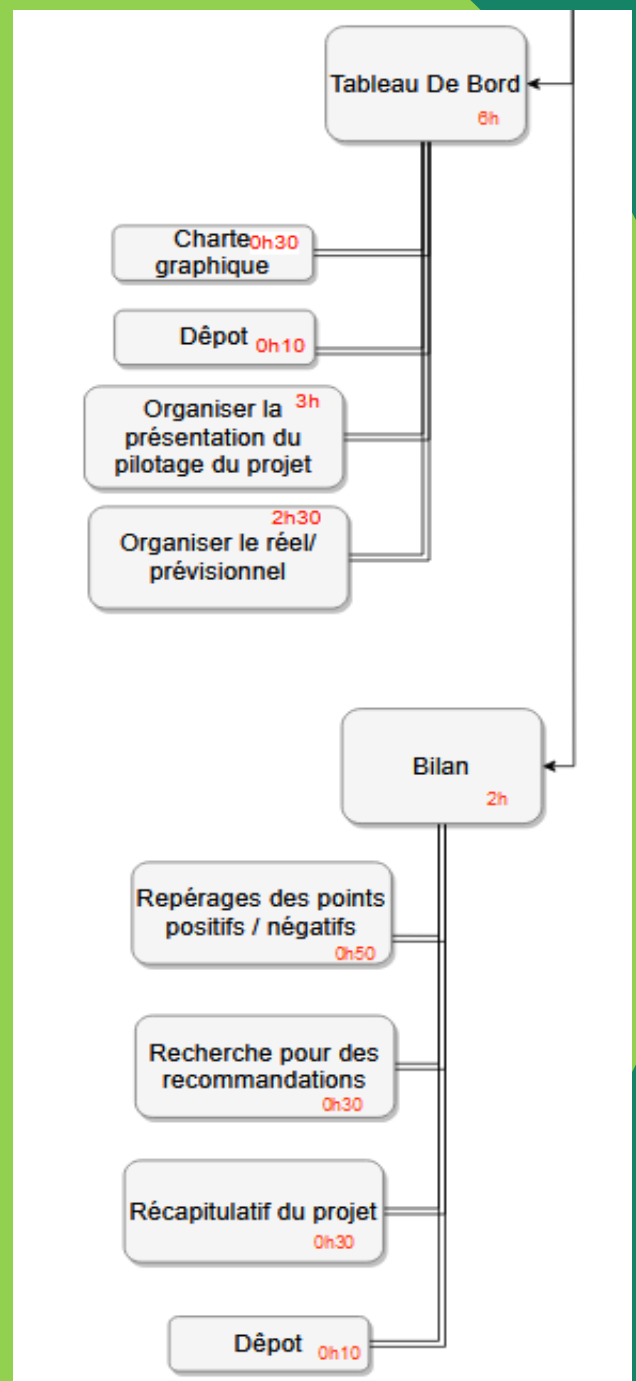 Tableau De Bord
6h
Charte 0h30
graphique
Dêpot 0h10
Organiser la 3h
présentation du
pilotage du projet
2h30
Organiser le réel/
prévisionnel
Bilan
2h
Repérages des points
positifs / négatifs
0h50
Recherche pour des
recommandations
0h30
Récapitulatif du projet
0h30
Dêpot 0h10